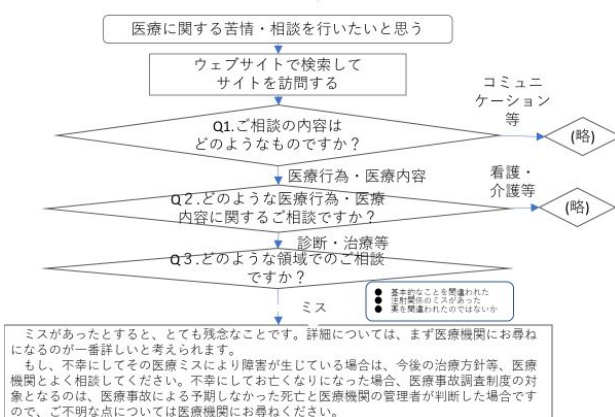 医療に関する苦情・相談を行いたいと思う
ウェブサイトで検索して
サイトを訪問する
コミュニ
ケーション
等
Q1.ご相談の内容は
どのようなものですか?
(略)
医療行為・医療内容
看護・
介護等
Q2.どのような医療行為・医療
内容に関するご相談ですか?
(略)
診断・治療等
Q3.どのような領域でのご相談
ですか?
● 基本的なことを間違われた
● 注射関係のミスがあった
● 薬を間違われたのではないか
ミス
ミスがあったとすると、とても残念なことです。詳細については、まず医療機関にお尋ね
になるのが一番詳しいと考えられます。
もし、不幸にしてその医療ミスにより障害が生じている場合は、今後の治療方針等、医療
機関とよく相談してください。不幸にしてお亡くなりになった場合、医療事故調査制度の対
象となるのは、医療事故による予期しなかった死亡と医療機関の管理者が判断した場合です
ので、ご不明な点については医療機関にお尋ねください。